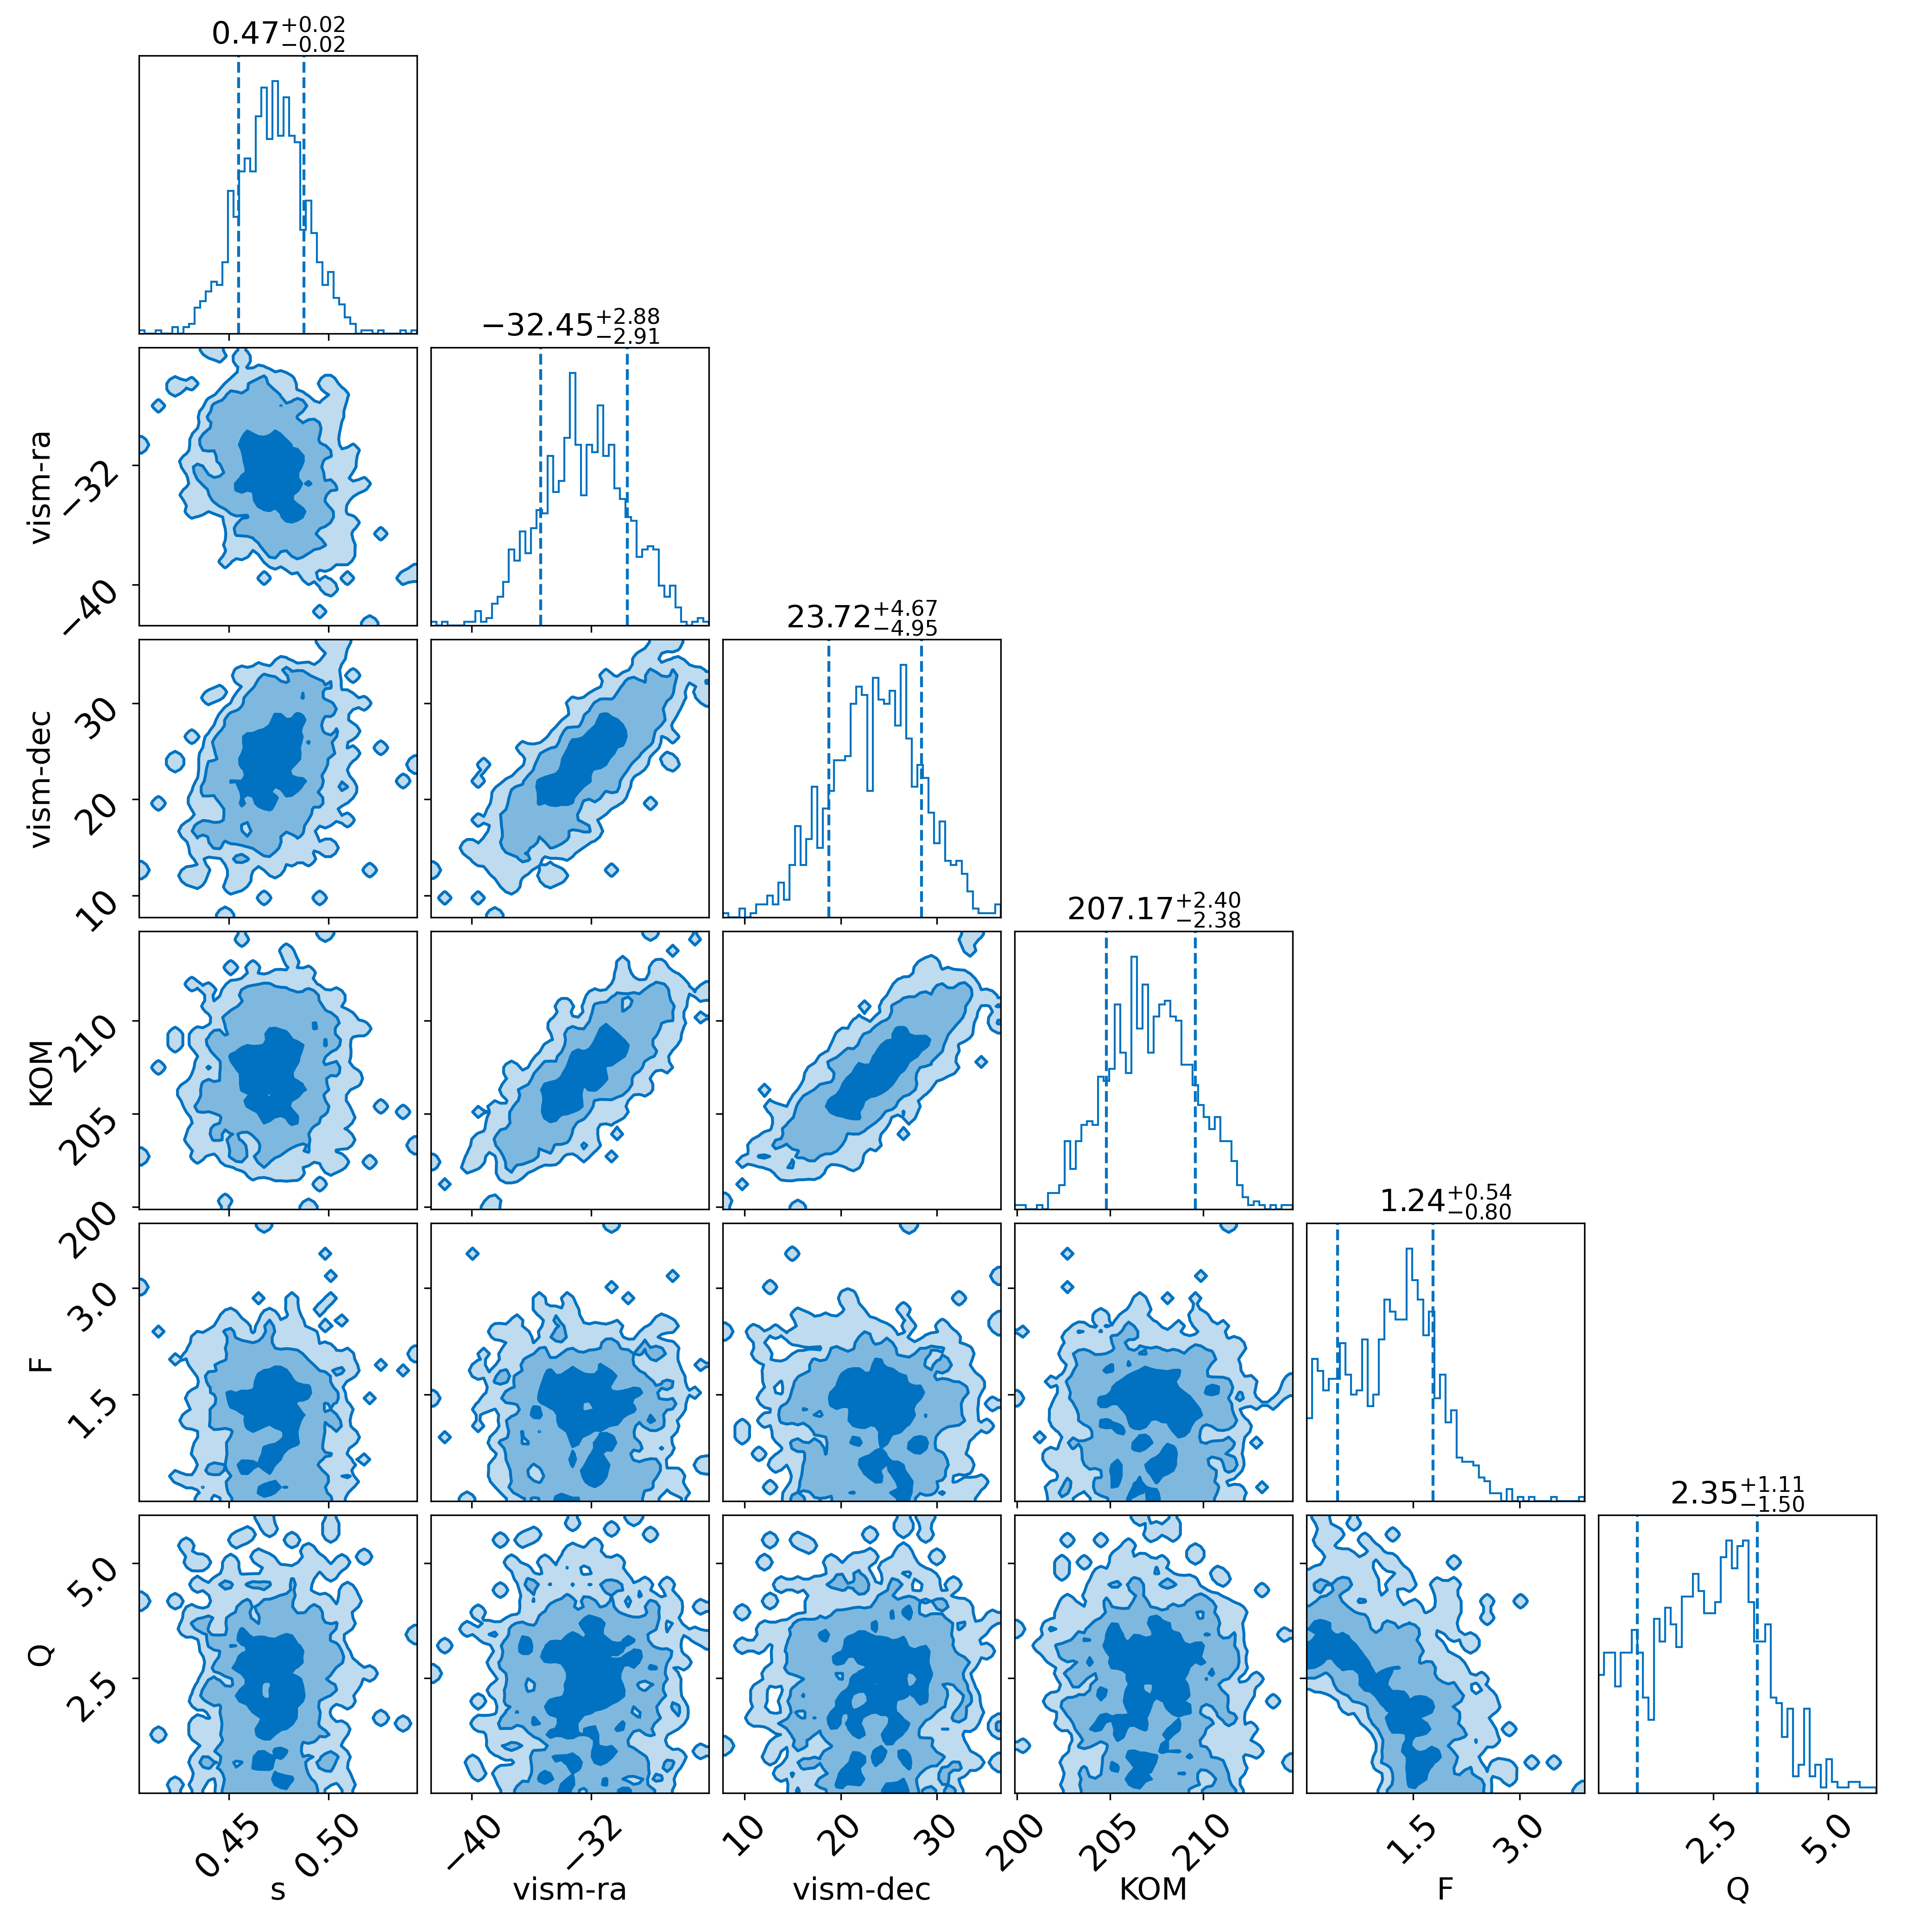 0.47+0.02−0.02
−32.45+2.88−2.91
vism-ra
−32
−40
23.72+4.67−4.95
vism-dec
30
20
10
207.17+2.40−2.38
KOM
210
205
200
1.24+0.54−0.80
F
3.0
1.5
2.35+1.11−1.50
Q
5.0
2.5
0.45 0.50 −40 −32 10 20 30 200 205 210 1.5 3.0 2.5 5.0
s vism-ra vism-dec KOM F Q